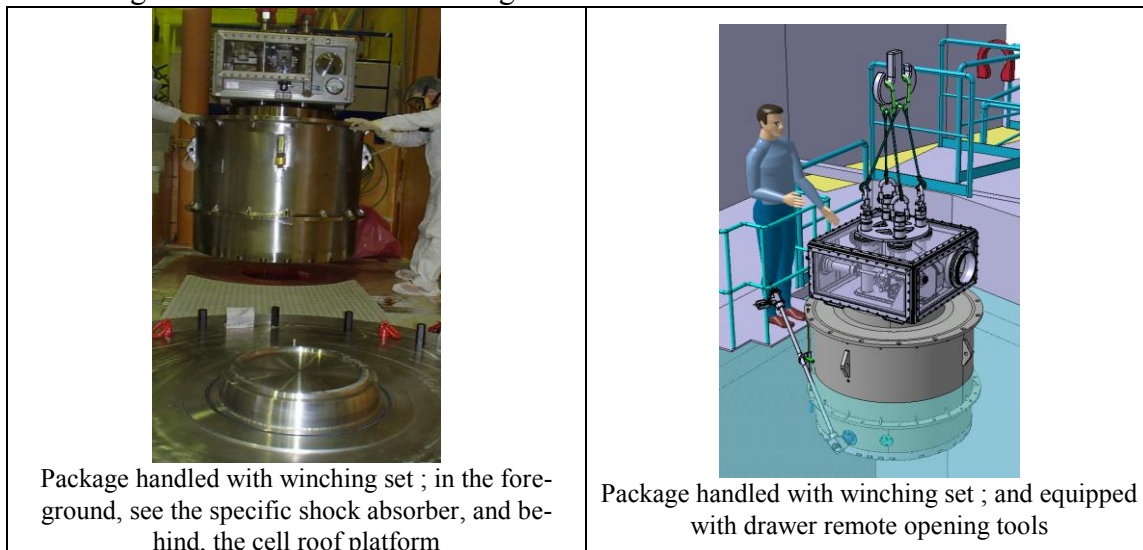 Package handled with winching set ; in the fore-
ground, see the specific shock absorber, and be-
hind, the cell roof platform
Package handled with winching set ; and equipped
with drawer remote opening tools